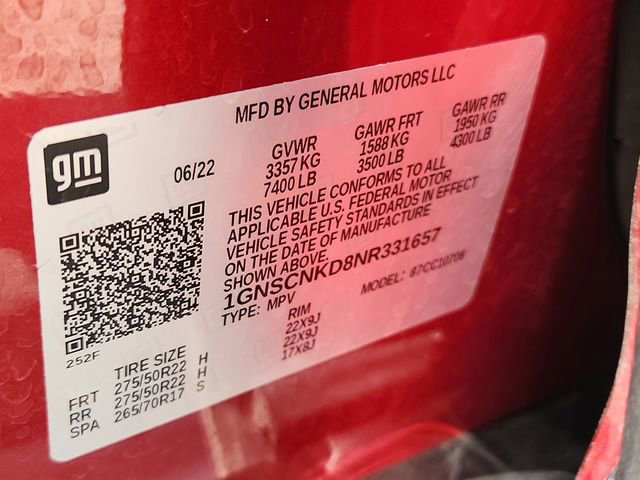 MFD BY GENERAL MOTORS LLC
gm
06/22
GVWR GAWR FRT GAWR RR
3357 KG 1588 KG 1950 KG
7400 LB 3500 LB 4300 LB
THIS VEHICLE CONFORMS TO ALL
APPLICABLE U.S. FEDERAL MOTOR
VEHICLE SAFETY STANDARDS IN EFFECT
ON THE DATE OF MANUFACTURE
SHOWN ABOVE.
1GNSCNKD8NR331657
TYPE: MPV MODEL: 87CC10706
252F
TIRE SIZE RIM
FRT 275/50R22 H 22X9J
RR 275/50R22 H 22X9J
SPA 265/70R17 S 17X8J